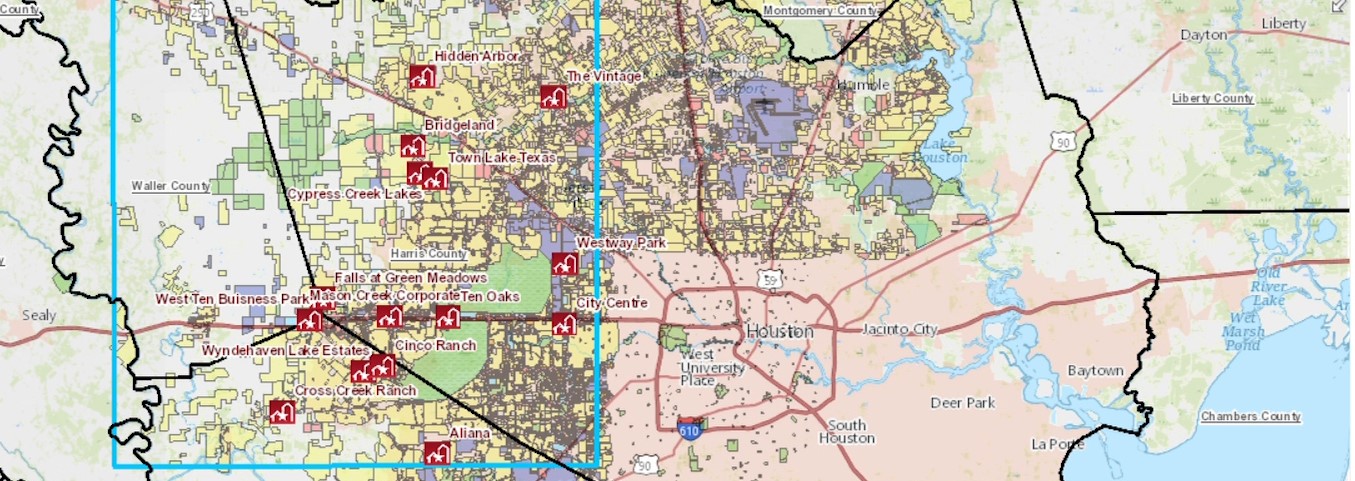 County
290
Montgomery County
Liberty
Dayton
Hidden Arbor
The Vintage
Humble
Liberty County
Bridgeland
90
Town Lake Texas
Lake
Houston
Waller County
Cypress Creek Lakes
Westway Park
Harris County
Falls at Green Meadows
59
Old
River
Lake
West Ten Buisness Park
Mason Creek Corporate
Ten Oaks
City Centre
Sealy
Wet
Marsh
Pond
Houston
Jacinto City
Wyndehaven Lake Estates
Cinco Ranch
West
University
Place
Baytown
Cross Creek Ranch
Deer Park
Chambers County
Aliana
610
South
Houston
La Porte
90